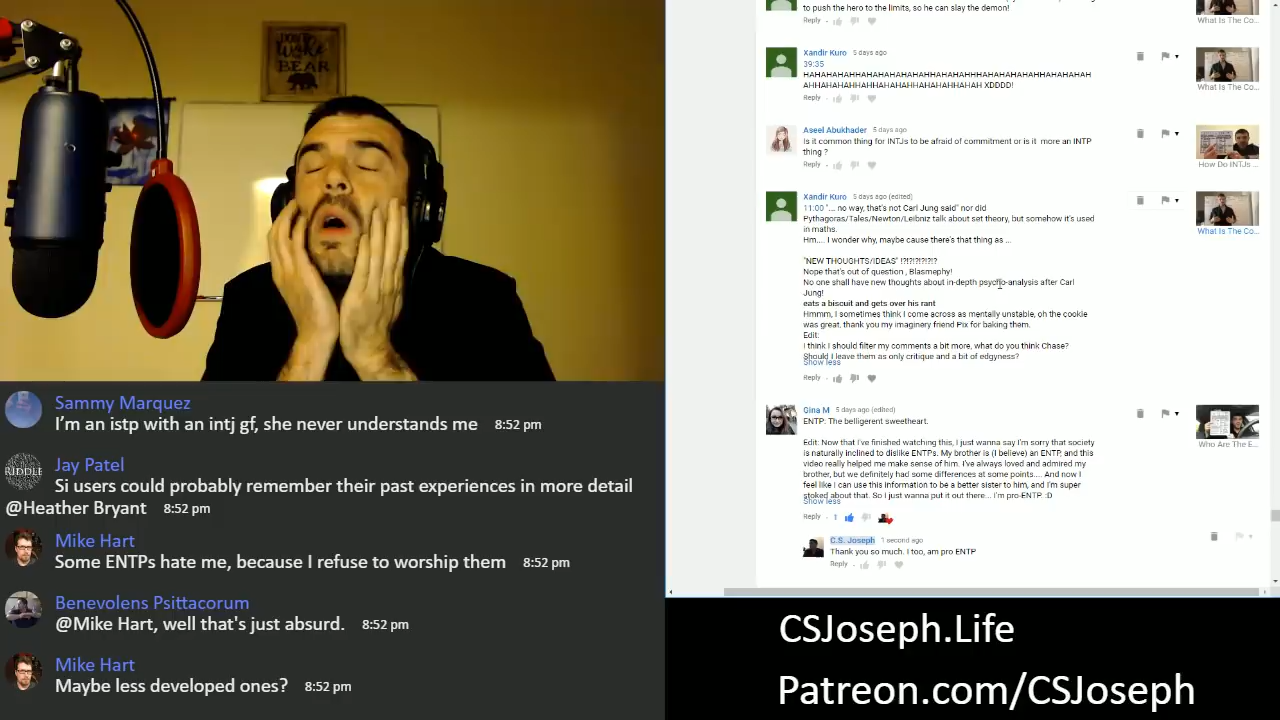 DON'T
Wake
BEAR
Sammy Marquez
I'm an istp with an intj gf, she never understands me 8:52 pm
Jay Patel
Si users could probably remember their past experiences in more detail
@Heather Bryant 8:52 pm
Mike Hart
Some ENTPs hate me, because I refuse to worship them 8:52 pm
Benevolens Psittacorum
@Mike Hart, well that's just absurd. 8:52 pm
Mike Hart
Maybe less developed ones? 8:52 pm
to push the hero to the limits, so he can slay the demon!
Reply
What Is The Co...
Xandir Kuro 5 days ago
39:35
Reply
What Is The Co...
Aseel Abukhader 5 days ago
Is it common thing for INTJs to be afraid of commitment or is it more an INTP
thing ?
Reply
How Do INTJs ...
Xandir Kuro 5 days ago (edited)
11:00 "... no way, that's not Carl Jung said" nor did
Pythagoras/Tales/Newton/Leibniz talk about set theory, but somehow it's used
in maths.
Hm.... I wonder why, maybe cause there's that thing as ...
"NEW THOUGHTS/IDEAS" !?!?!?!?!?!?
Nope that's out of question , Blasmephy!
No one shall have new thoughts about in-depth psycho-analysis after Carl
Jung!
eats a biscuit and gets over his rant
Hmmm, I sometimes think I come across as mentally unstable, oh the cookie
was great, thank you my imaginery friend Pix for baking them.
Edit:
I think I should filter my comments a bit more, what do you think Chase?
Should I leave them as only critique and a bit of edgyness?
Show less
Reply
What Is The Co...
Gina M 5 days ago (edited)
ENTP: The belligerent sweetheart.
Edit: Now that I've finished watching this, I just wanna say I'm sorry that society
is naturally inclined to dislike ENTPs. My brother is (I believe) an ENTP, and this
video really helped me make sense of him. I've always loved and admired my
brother, but we definitely had some differences at some points... And now I
feel like I can use this information to be a better sister to him, and I'm super
stoked about that. So I just wanna put it out there... I'm pro-ENTP. :D
Show less
Reply 1
Who Are The E...
C.S. Joseph 1 second ago
Thank you so much. I too, am pro ENTP
Reply
CSJoseph.Life
Patreon.com/CSJoseph